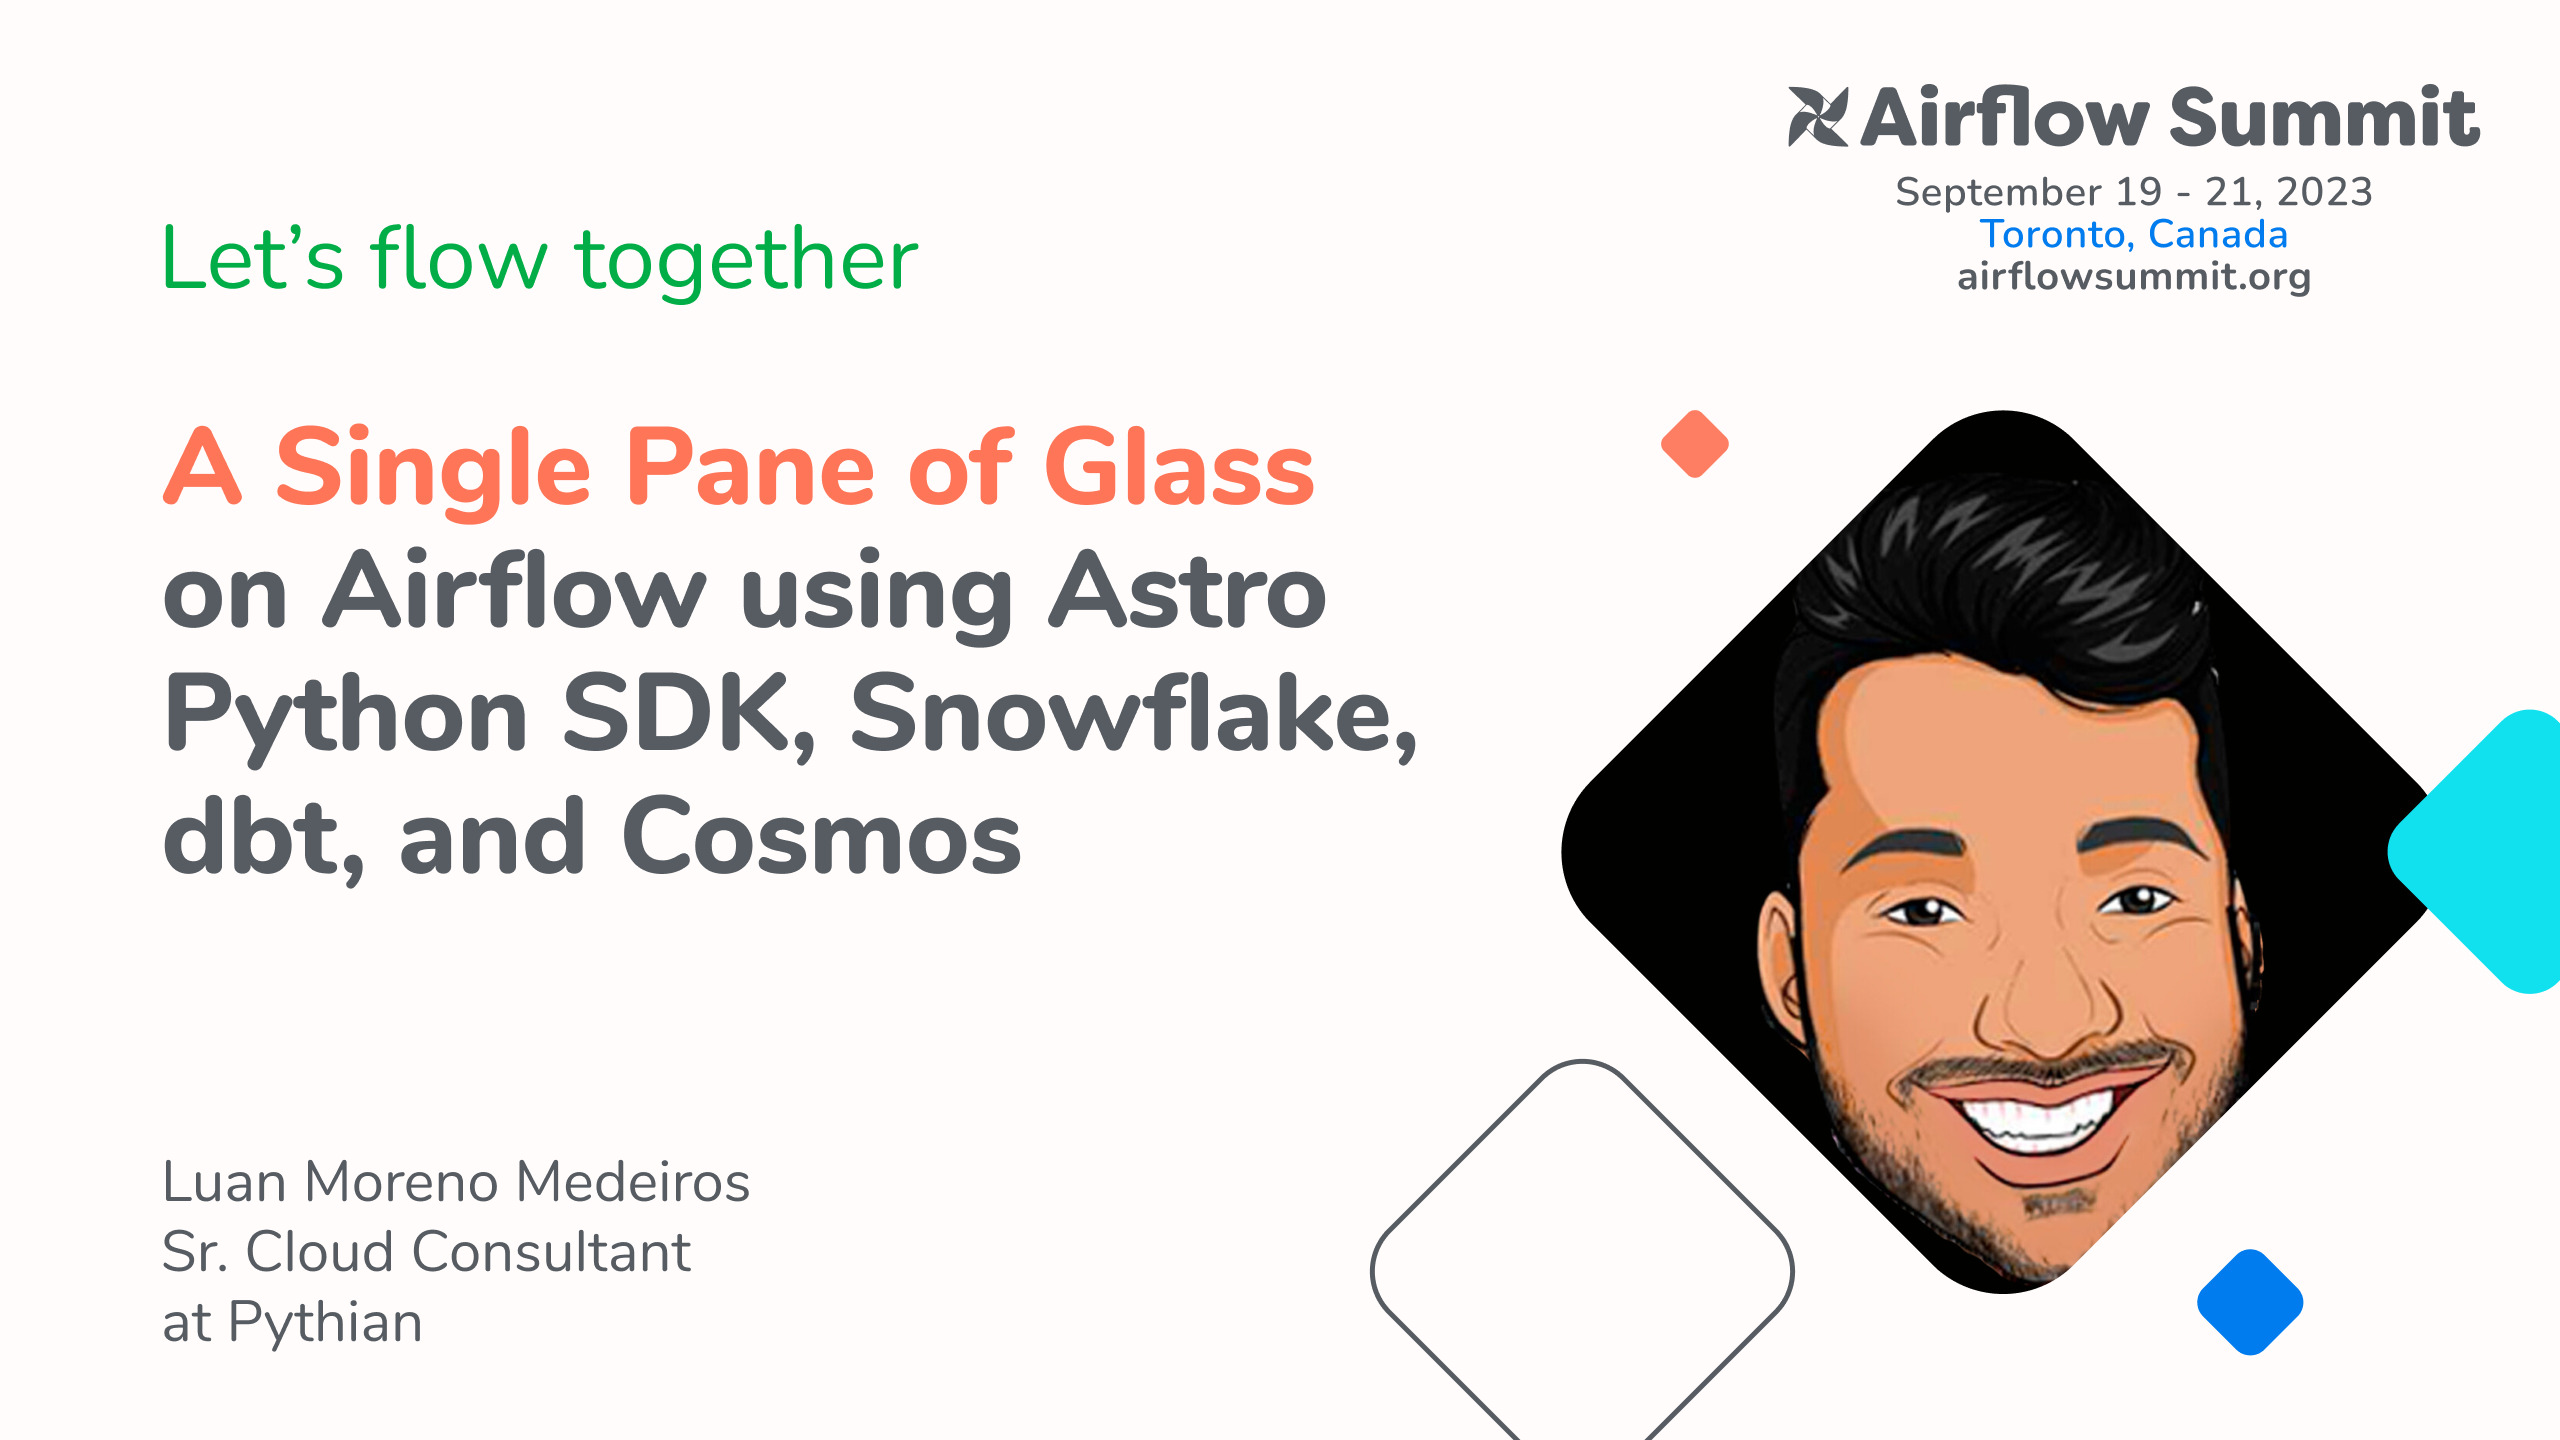 Airflow Summit
September 19 - 21, 2023
Toronto, Canada
airflowsummit.org
Let’s flow together
A Single Pane of Glass
on Airflow using Astro
Python SDK, Snowflake,
dbt, and Cosmos
Luan Moreno Medeiros
Sr. Cloud Consultant
at Pythian